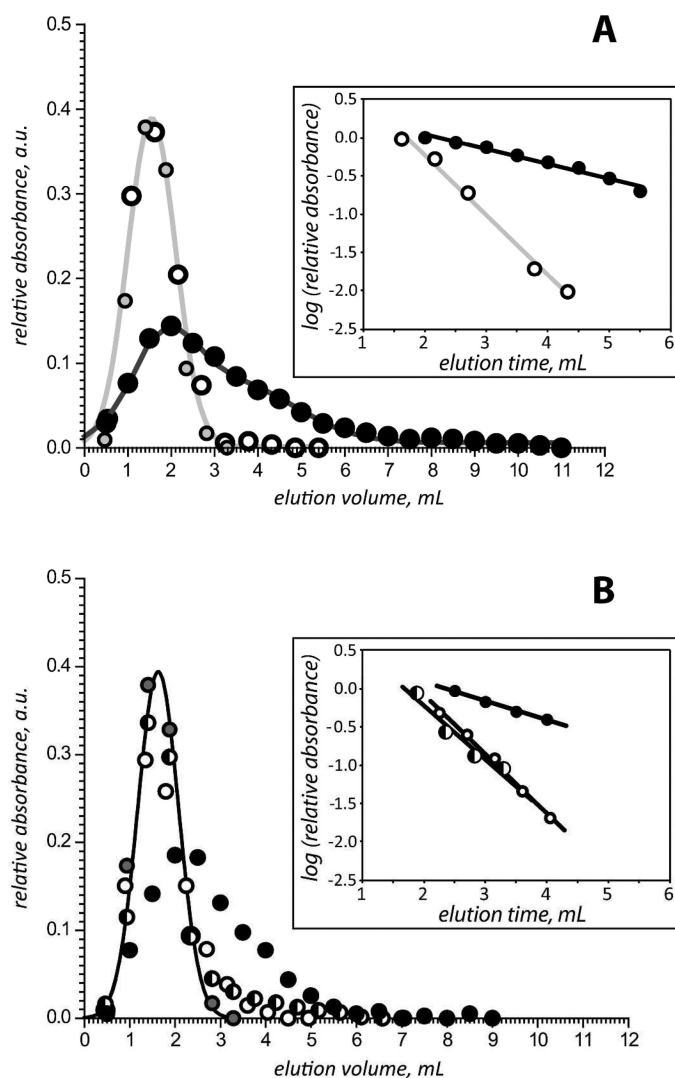 A
relative absorbance, a.u.
0.5
0.4
0.3
0.2
0.1
0.0
0 1 2 3 4 5 6 7 8 9 10 11 12
elution volume, mL
log (relative absorbance)
0.5
0.0
-0.5
-1.0
-1.5
-2.0
-2.5
1 2 3 4 5 6
elution time, mL
B
relative absorbance, a.u.
0.5
0.4
0.3
0.2
0.1
0.0
0 1 2 3 4 5 6 7 8 9 10 11 12
elution volume, mL
log (relative absorbance)
0.5
0.0
-0.5
-1.0
-1.5
-2.0
-2.5
1 2 3 4 5 6
elution time, mL